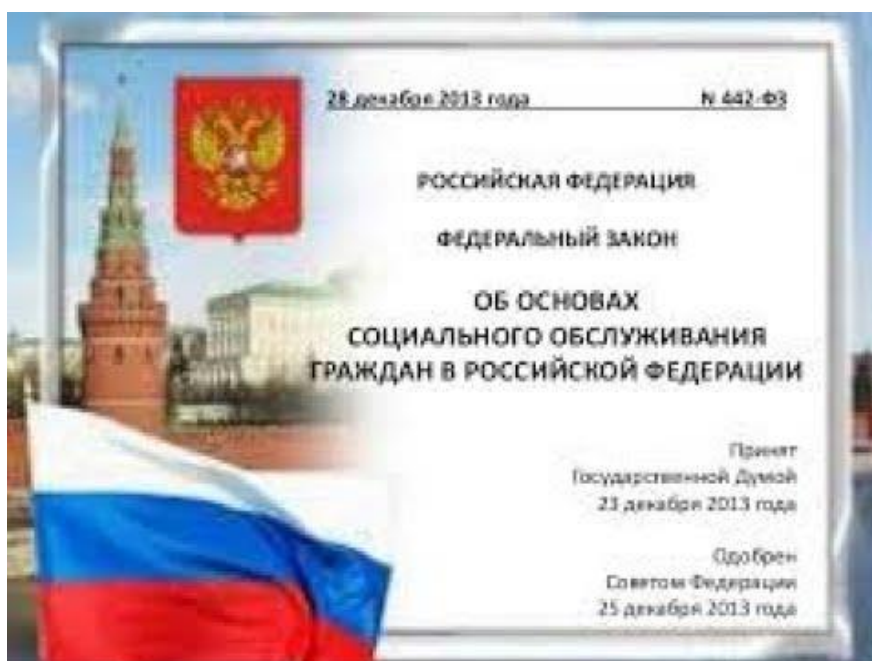 28 декабря 2013 года N 442-ФЗ
РОССИЙСКАЯ ФЕДЕРАЦИЯ
ФЕДЕРАЛЬНЫЙ ЗАКОН
ОБ ОСНОВАХ
СОЦИАЛЬНОГО ОБСЛУЖИВАНИЯ
ГРАЖДАН В РОССИЙСКОЙ ФЕДЕРАЦИИ
Принят
Государственной Думой
23 декабря 2013 года
Одобрен
Советом Федерации
25 декабря 2013 года